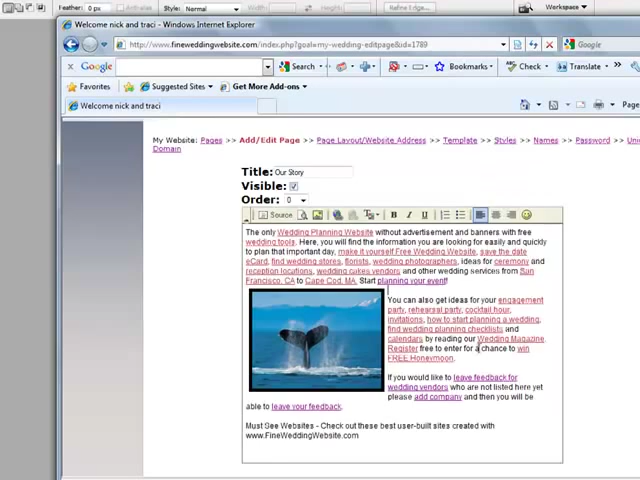 Feather: 0 px Anti-alias Style: Normal Width: Height: Refine Edge... Workspace
Welcome nick and traci - Windows Internet Explorer
http://www.fineweddingwebsite.com/index.php?goal=my-wedding-editpage&id=1789 Google
x Google Search Bookmarks Check Translate
Favorites Suggested Sites Get More Add-ons
Welcome nick and traci Page
My Website: Pages >> Add/Edit Page >> Page Layout/Website Address >> Template >> Styles >> Names >> Password >>
Domain
Title: Our Story
Visible:
Order: 0
Source B I U
The only Wedding Planning Website without advertisement and banners with free
wedding tools. Here, you will find the information you are looking for easily and quickly
to plan that important day, make it yourself Free Wedding Website, save the date
eCard, find wedding stores, florists, wedding photographers, ideas for ceremony and
reception locations, wedding cakes vendors and other wedding services from San
Francisco, CA to Cape Cod, MA. Start planning your event!
You can also get ideas for your engagement
party, rehearsal party, cocktail hour,
invitations, how to start planning a wedding,
find wedding planning checklists and
calendars by reading our Wedding Magazine.
Register free to enter for a chance to win
FREE Honeymoon.
If you would like to leave feedback for
wedding vendors who are not listed here yet
please add company and then you will be
able to leave your feedback.
Must See Websites - Check out these best user-built sites created with
www.FineWeddingWebsite.com